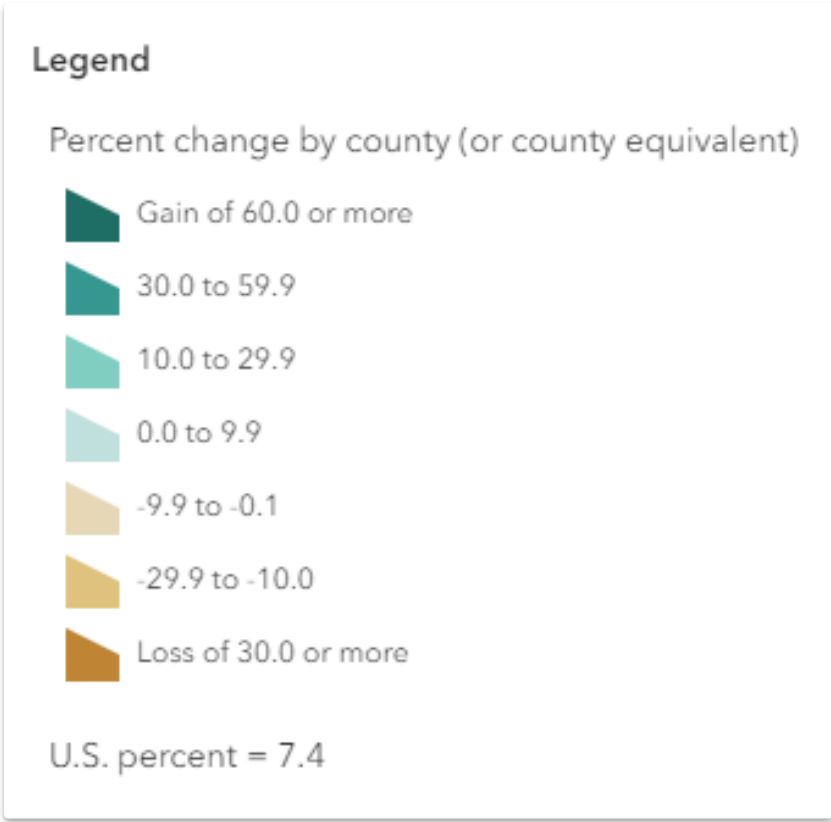 Legend
Percent change by county (or county equivalent)
Gain of 60.0 or more
30.0 to 59.9
10.0 to 29.9
0.0 to 9.9
-9.9 to -0.1
-29.9 to -10.0
Loss of 30.0 or more
U.S. percent = 7.4